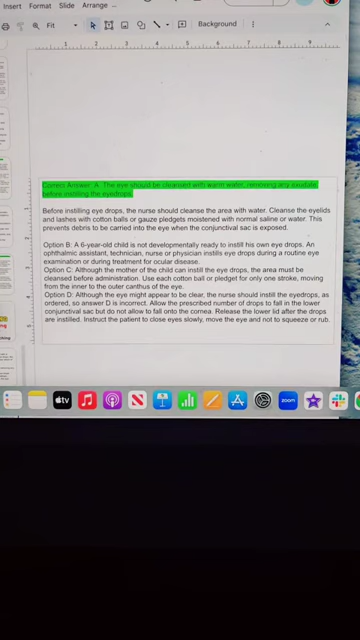 Insert Format Slide Arrange ...
Fit
Background
1 2 3 4 5 6 7 8 9
Correct Answer: A. The eye should be cleansed with warm water, removing any exudate
before instilling the eyedrops.
Before instilling eye drops, the nurse should cleanse the area with water. Cleanse the eyelids
and lashes with cotton balls or gauze pledgets moistened with normal saline or water. This
prevents debris to be carried into the eye when the conjunctival sac is exposed.
Option B: A 6-year-old child is not developmentally ready to instill his own eye drops. An
ophthalmic assistant, technician, nurse or physician instills eye drops during a routine eye
examination or during treatment for ocular disease.
Option C: Although the mother of the child can instill the eye drops, the area must be
cleansed before administration. Use each cotton ball or pledget for only one stroke, moving
from the inner to the outer canthus of the eye.
Option D: Although the eye might appear to be clear, the nurse should instill the eyedrops, as
ordered, so answer D is incorrect. Allow the prescribed number of drops to fall in the lower
conjunctival sac but do not allow to fall onto the cornea. Release the lower lid after the drops
are instilled. Instruct the patient to close eyes slowly, move the eye and not to squeeze or rub.
tv
zoom